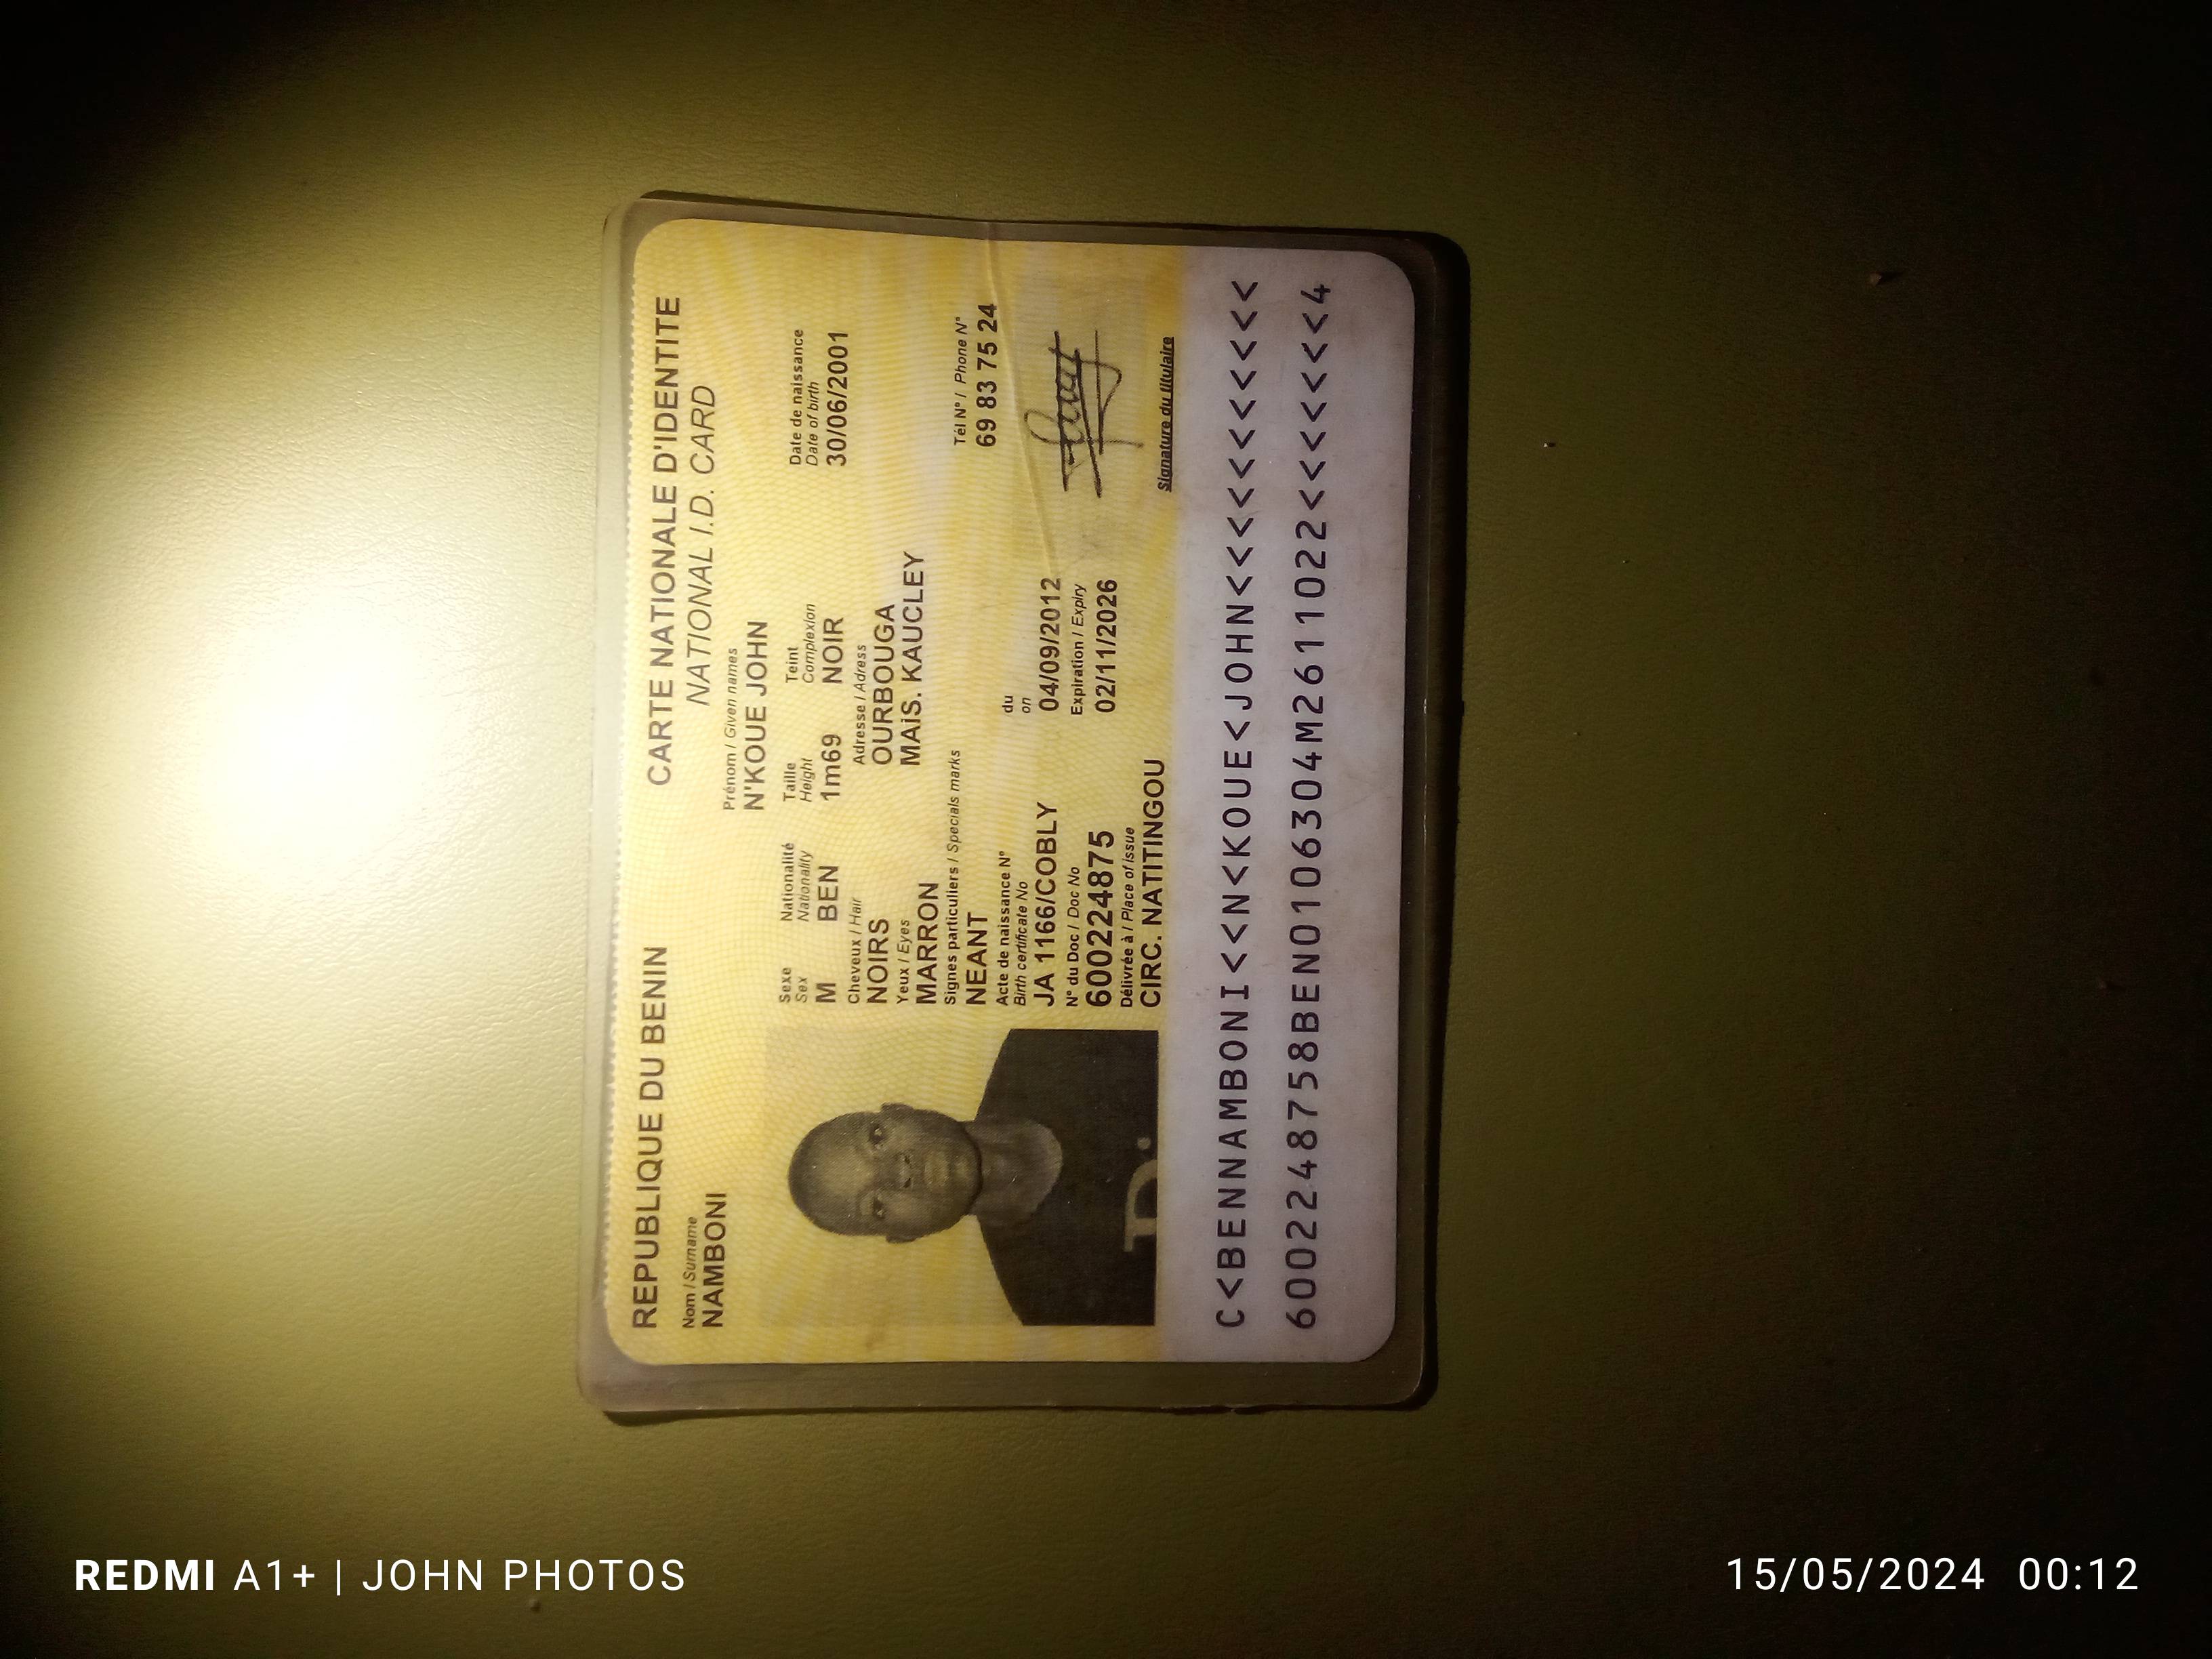 REPUBLIQUE DU BENIN CARTE NATIONALE D'IDENTITE
NATIONAL I.D. CARD
Nom / Surname Prénom / Given names
NAMBONI N'KOUE JOHN
Sexe Nationalité Taille Teint Date de naissance
Sex Nationality Height Complexion Date of birth
M BEN 1m69 NOIR 30/06/2001
Cheveux / Hair Adresse / Adress
NOIRS OURBOUGA
Yeux / Eyes MAiS. KAUCLEY
MARRON
Signes particuliers / Specials marks Tél N° / Phone N°
NEANT 69 83 75 24
Acte de naissance N° du
Birth certificate No on
JA 1166/COBLY 04/09/2012
N° du Doc / Doc No Expiration / Expiry
600224875 02/11/2026
Délivrée à / Place of issue
CIRC. NATITINGOU Signature du titulaire
D.
C<BENNAMBONI<<N<KOUE<JOHN<<<<<<<<<<<
6002248758BEN0106304M2611022<<<<<<<4
REDMI A1+ | JOHN PHOTOS 15/05/2024 00:12